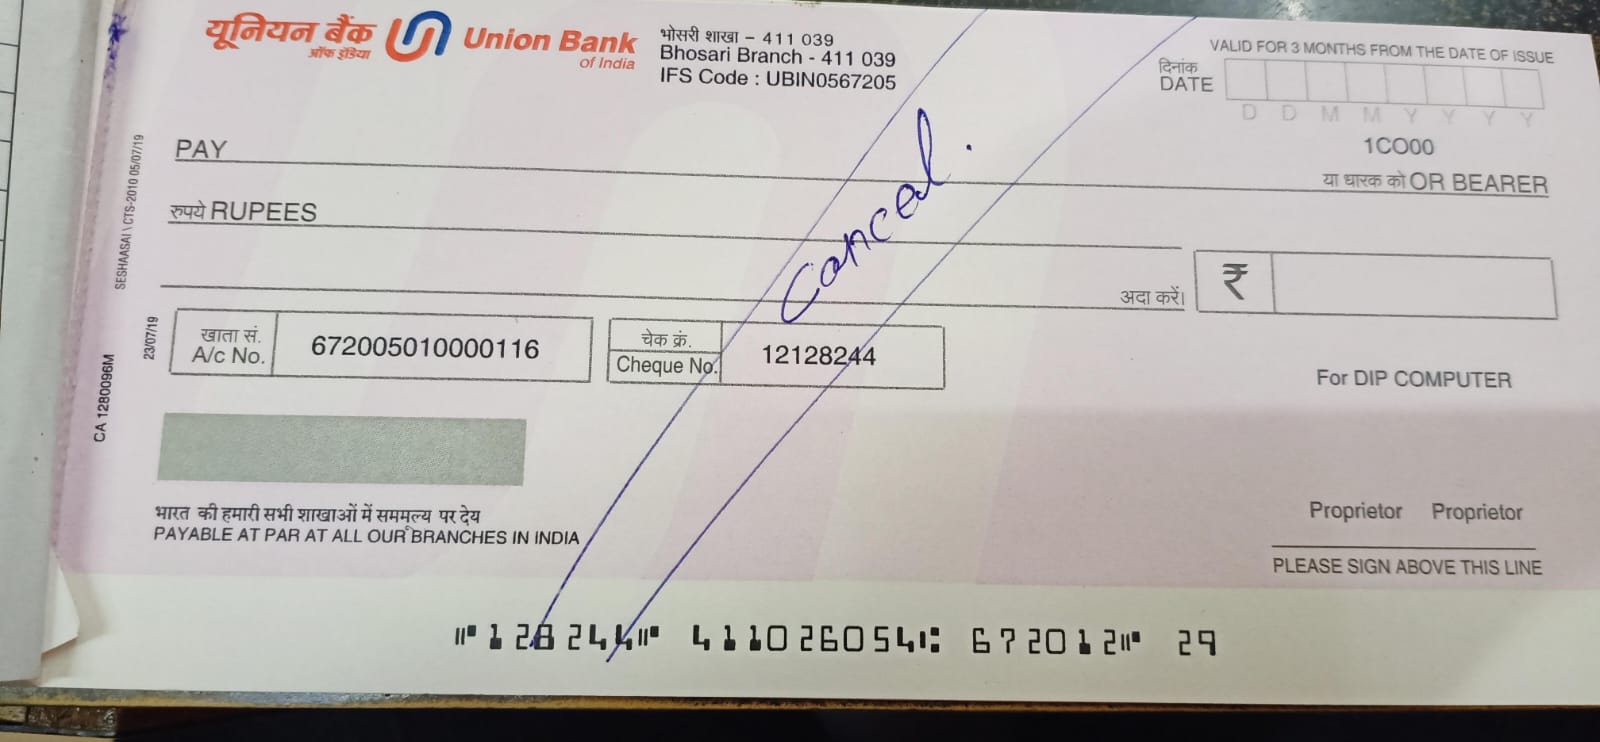 यूनियन बैंक
ऑफ इंडिया
Union Bank
of India
भोसरी शाखा – 411 039
Bhosari Branch - 411 039
IFS Code : UBIN0567205
VALID FOR 3 MONTHS FROM THE DATE OF ISSUE
दिनांक
DATE
D D M M Y Y Y Y
1CO00
PAY
या धारक को OR BEARER
रुपये RUPEES
Cancel.
अदा करें।
₹
खाता सं.
A/c No.
672005010000116
चेक क्रं.
Cheque No.
12128244
For DIP COMPUTER
SESHAASAI \ CTS-2010 05/07/19
23/07/19
CA 1280096M
भारत की हमारी सभी शाखाओं में सममूल्य पर देय
PAYABLE AT PAR AT ALL OUR BRANCHES IN INDIA
Proprietor Proprietor
PLEASE SIGN ABOVE THIS LINE
⑈128244⑈ 411026054⑆ 672012⑈ 29